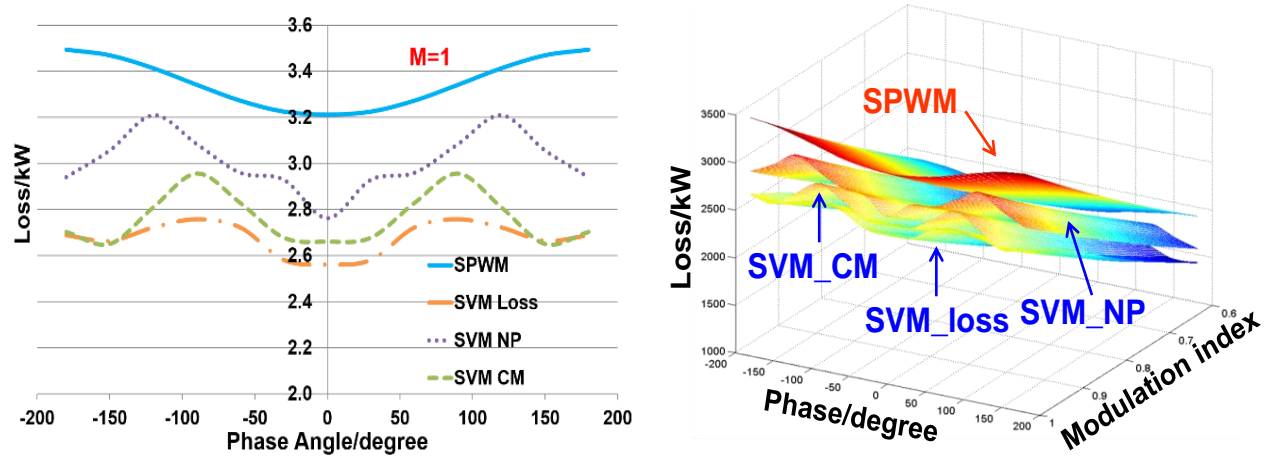 3.6
3.4
3.2
3.0
2.8
2.6
2.4
2.2
2.0
M=1
Loss/kW
SPWM
SVM Loss
SVM NP
SVM CM
-200 -150 -100 -50 0 50 100 150 200
Phase Angle/degree
3500
3000
2500
2000
1500
1000
Loss/kW
SPWM
SVM_CM
SVM_loss
SVM_NP
-200 -150 -100 -50 0 50 100 150 200
Phase/degree
0.6
0.7
0.8
0.9
1
Modulation index